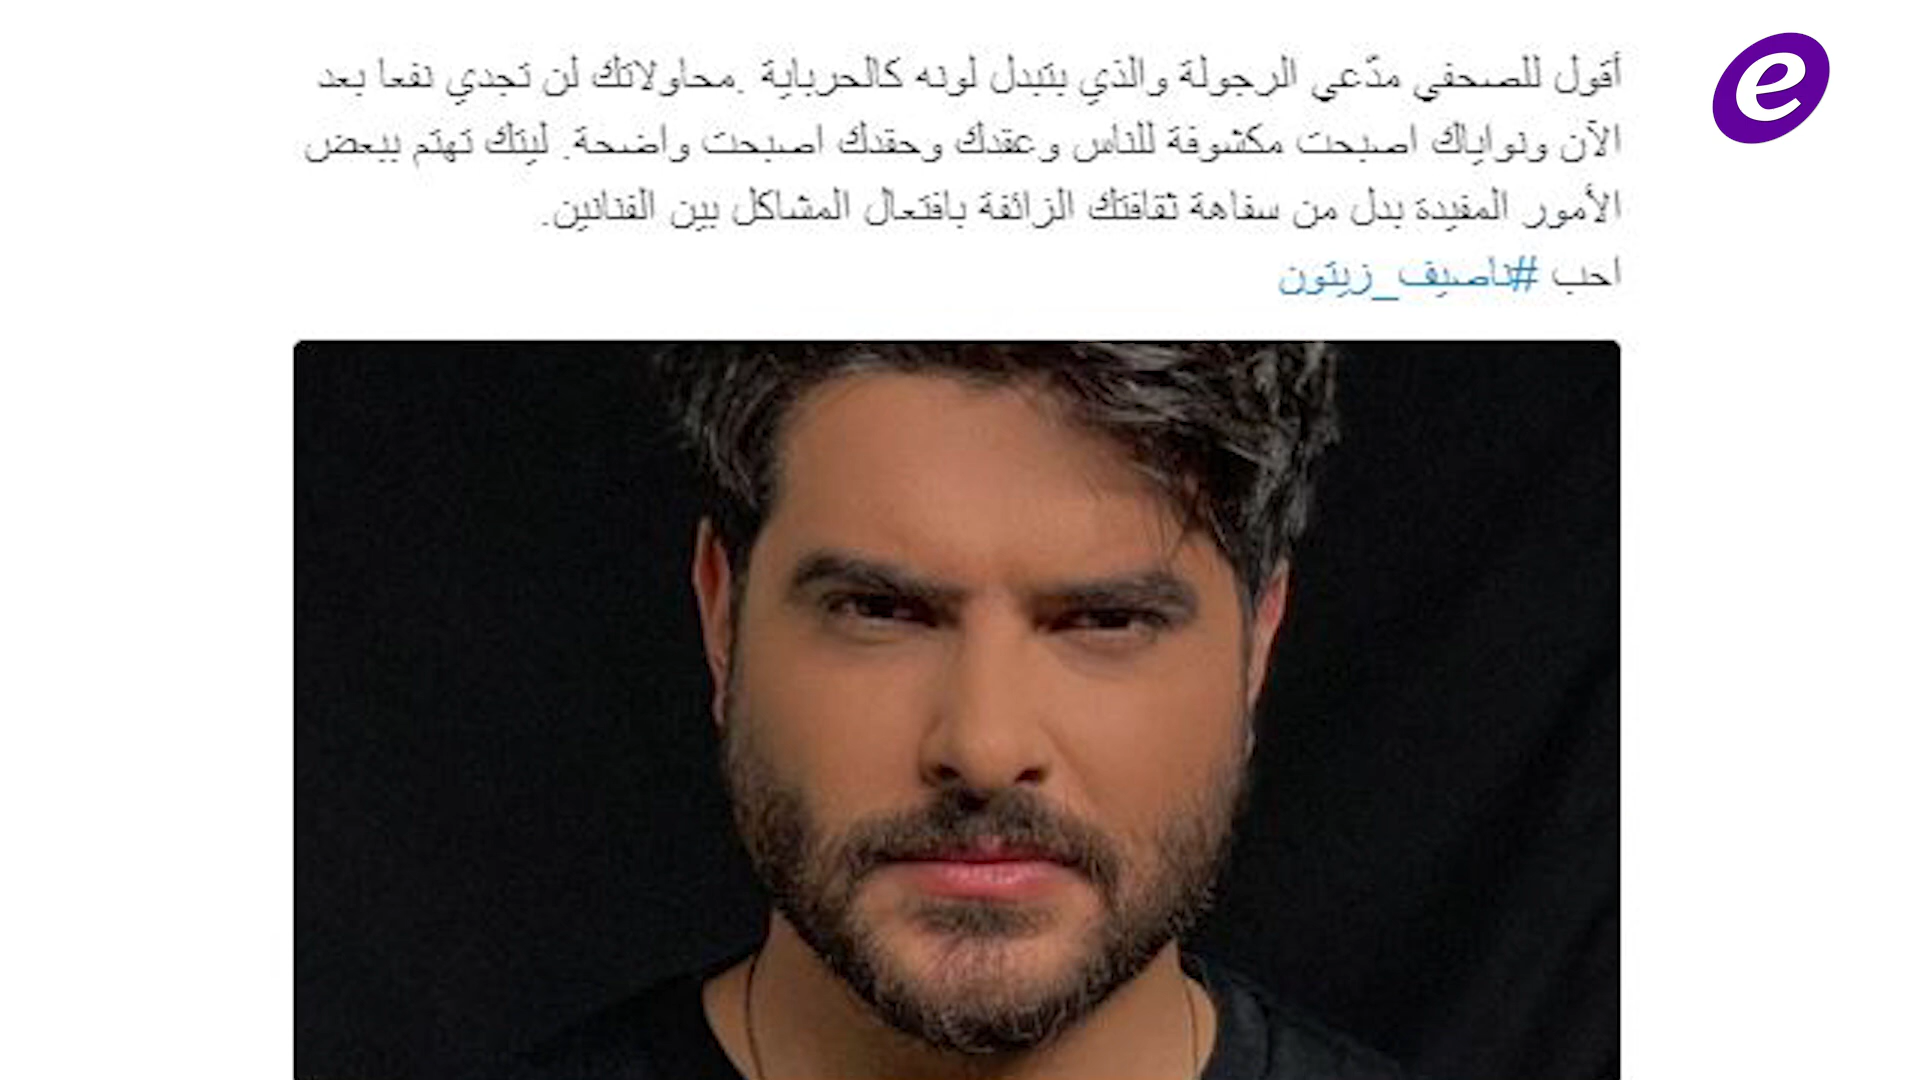 أقول للصحفي مدّعي الرجولة والذي يتبدل لونه كالحرباية .محاولاتك لن تجدي نفعا بعد
الآن ونواياك اصبحت مكشوفة للناس وعقدك وحقدك اصبحت واضحة. ليتك تهتم ببعض
الأمور المفيدة بدل من سفاهة ثقافتك الزائفة بافتعال المشاكل بين الفنانين.
احب #ناصيف_زيتون
e